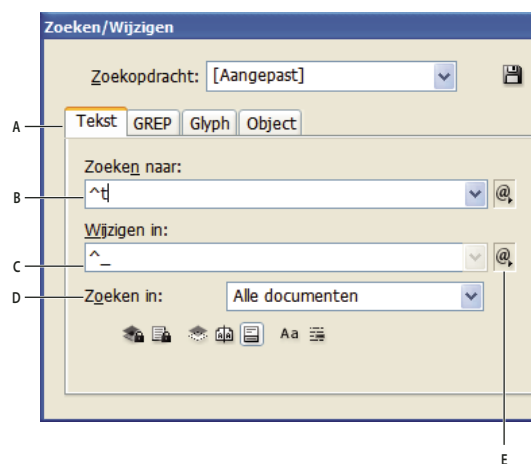 Zoeken/Wijzigen
Zoekopdracht: [Aangepast]
A
Tekst GREP Glyph Object
Zoeken naar:
B ^t @
Wijzigen in:
C ^_ @
D Zoeken in: Alle documenten
Aa
E